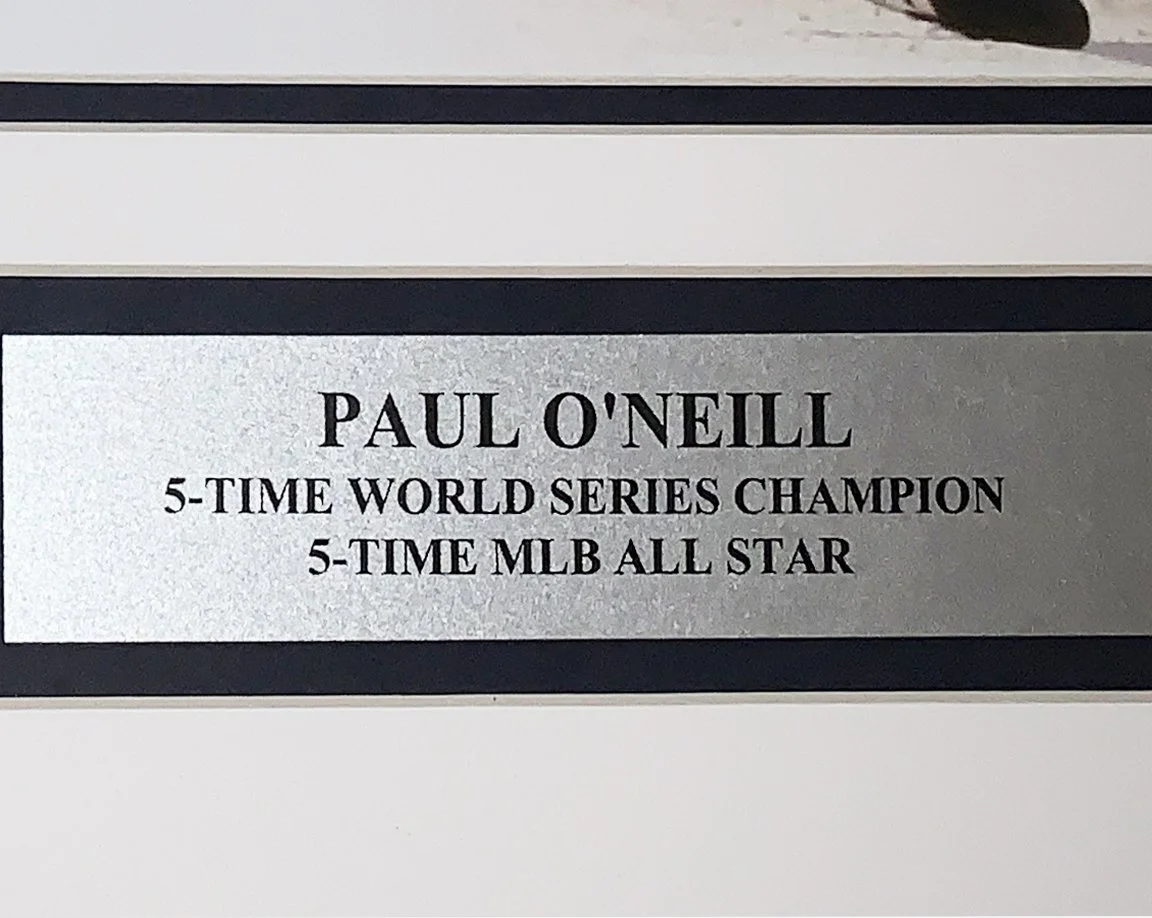 PAUL O'NEILL
5-TIME WORLD SERIES CHAMPION
5-TIME MLB ALL STAR